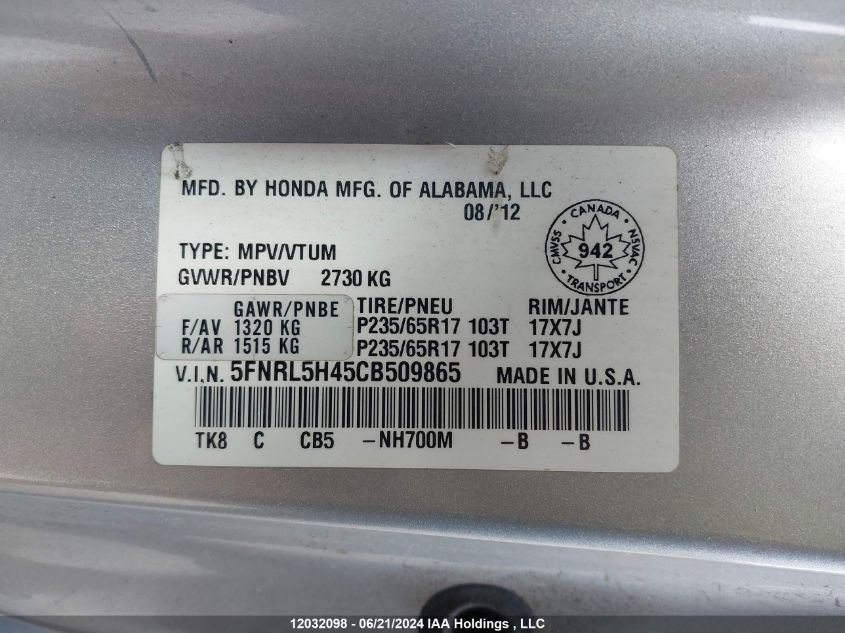 MFD. BY HONDA MFG. OF ALABAMA, LLC
08/'12
TYPE: MPV/VTUM
GVWR/PNBV 2730 KG
CANADA
CMVSS 942 NSVAC
TRANSPORT
GAWR/PNBE TIRE/PNEU RIM/JANTE
F/AV 1320 KG P235/65R17 103T 17X7J
R/AR 1515 KG P235/65R17 103T 17X7J
V.I.N. 5FNRL5H45CB509865 MADE IN U.S.A.
TK8 C CB5 -NH700M -B -B
12032098 - 06/21/2024 IAA Holdings , LLC